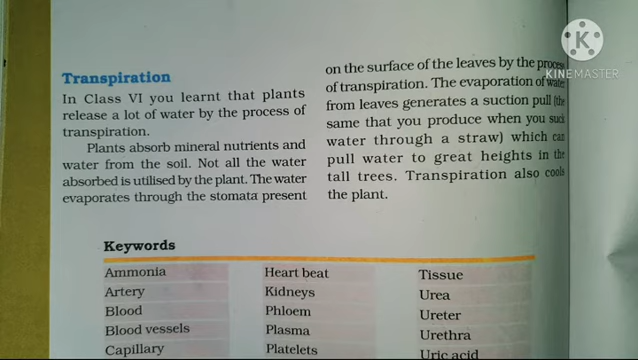 Transpiration
In Class VI you learnt that plants
release a lot of water by the process of
transpiration.
Plants absorb mineral nutrients and
water from the soil. Not all the water
absorbed is utilised by the plant. The water
evaporates through the stomata present
on the surface of the leaves by the process
of transpiration. The evaporation of water
from leaves generates a suction pull (the
same that you produce when you suck
water through a straw) which can
pull water to great heights in the
tall trees. Transpiration also cools
the plant.
Keywords
Ammonia
Artery
Blood
Blood vessels
Capillary
Heart beat
Kidneys
Phloem
Plasma
Platelets
Tissue
Urea
Ureter
Urethra
Uric acid
K
KINEMASTER